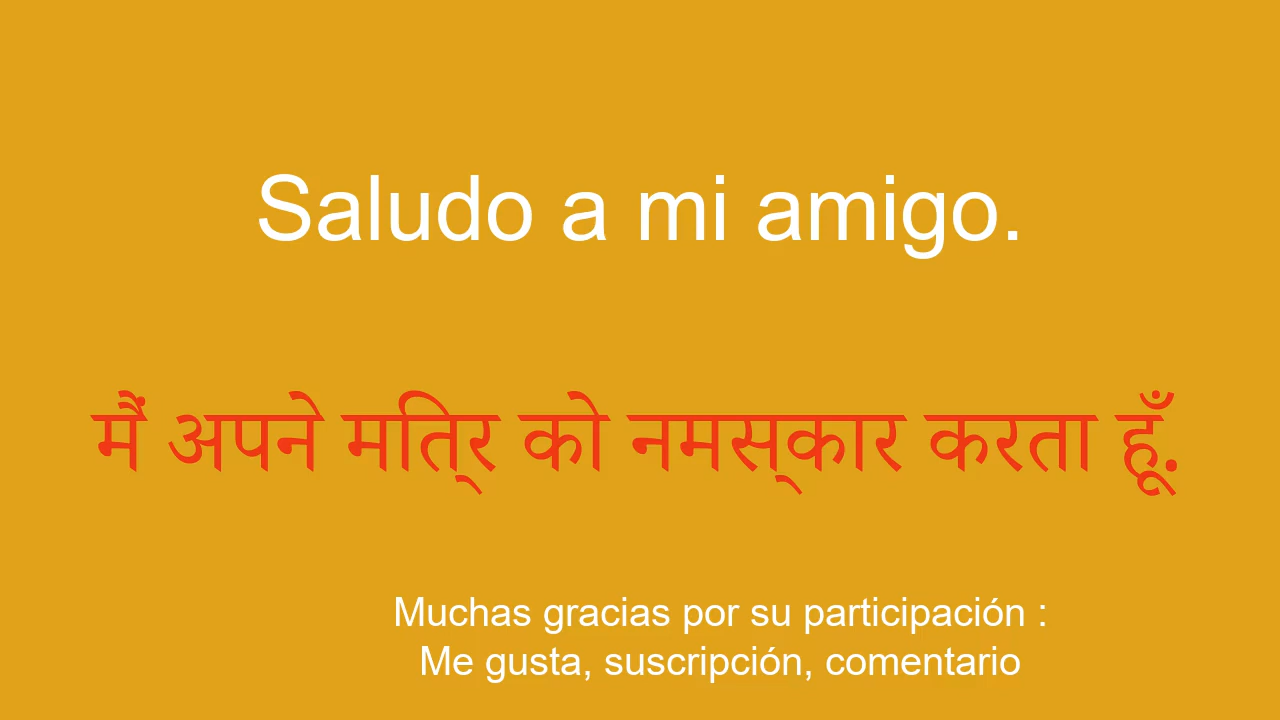 Saludo a mi amigo.
मैं अपने मित्र को नमस्कार करता हूँ.
Muchas gracias por su participación :
Me gusta, suscripción, comentario